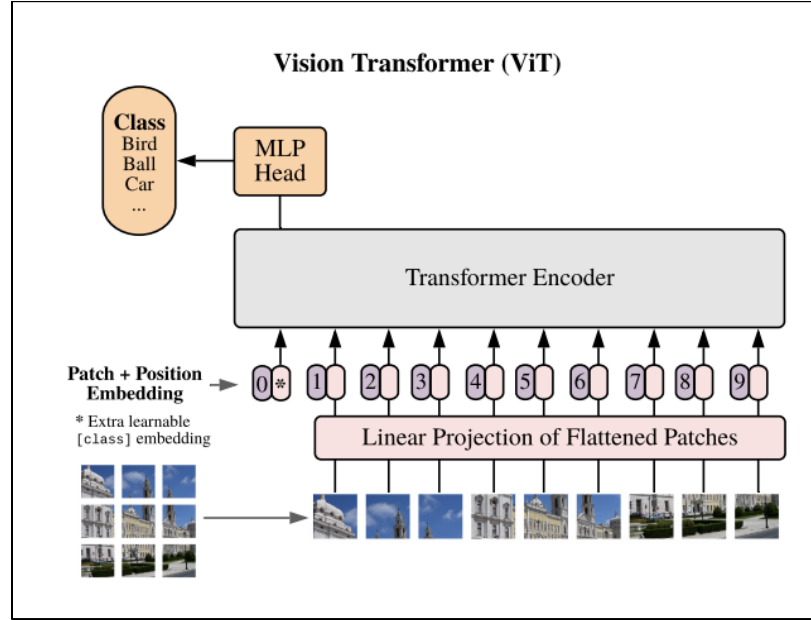 Vision Transformer (ViT)
Class
Bird
Ball
Car
...
MLP
Head
Transformer Encoder
Patch + Position
Embedding
0 * 1 2 3 4 5 6 7 8 9
* Extra learnable
[class] embedding
Linear Projection of Flattened Patches